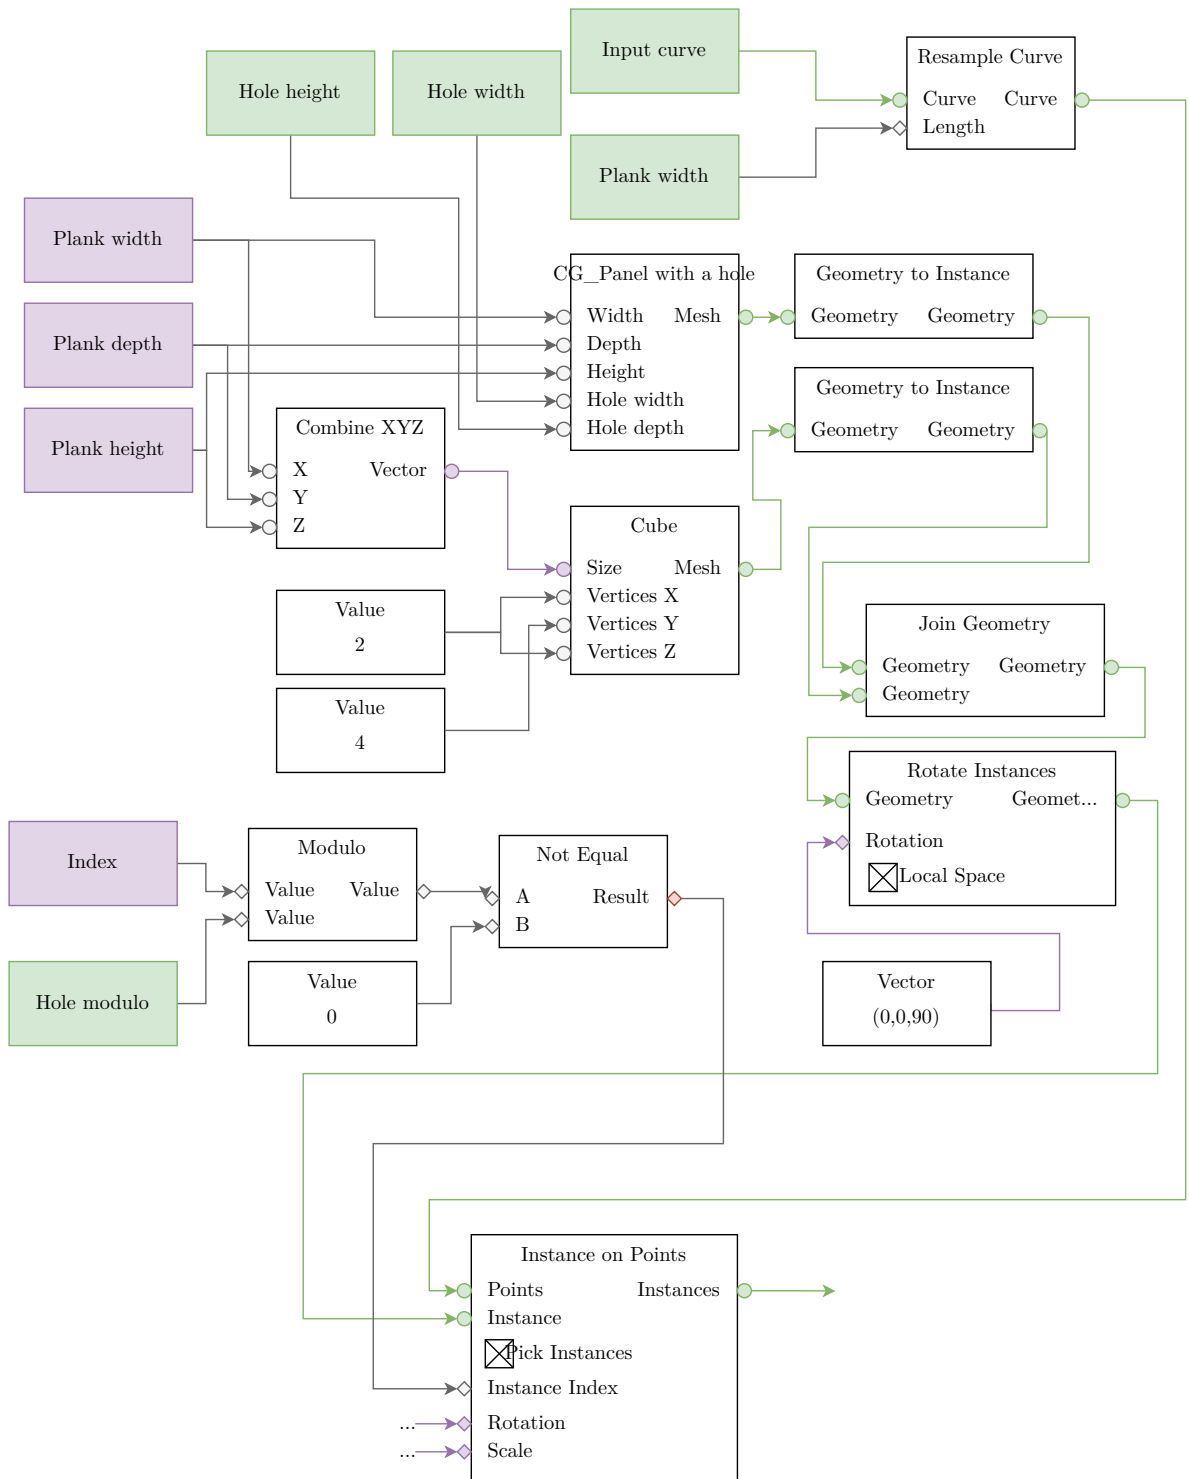 Input curve
Resample Curve
Curve Curve
Length
Hole height
Hole width
Plank width
Plank width
CG_Panel with a hole
Width Mesh
Depth
Height
Hole width
Hole depth
Geometry to Instance
Geometry Geometry
Plank depth
Geometry to Instance
Geometry Geometry
Plank height
Combine XYZ
X Vector
Y
Z
Cube
Size Mesh
Vertices X
Vertices Y
Vertices Z
Value
2
Value
4
Join Geometry
Geometry Geometry
Geometry
Rotate Instances
Geometry Geomet...
Rotation
Local Space
Index
Modulo
Value Value
Value
Not Equal
A Result
B
Hole modulo
Value
0
Vector
(0,0,90)
Instance on Points
Points Instances
Instance
Pick Instances
Instance Index
... Rotation
... Scale